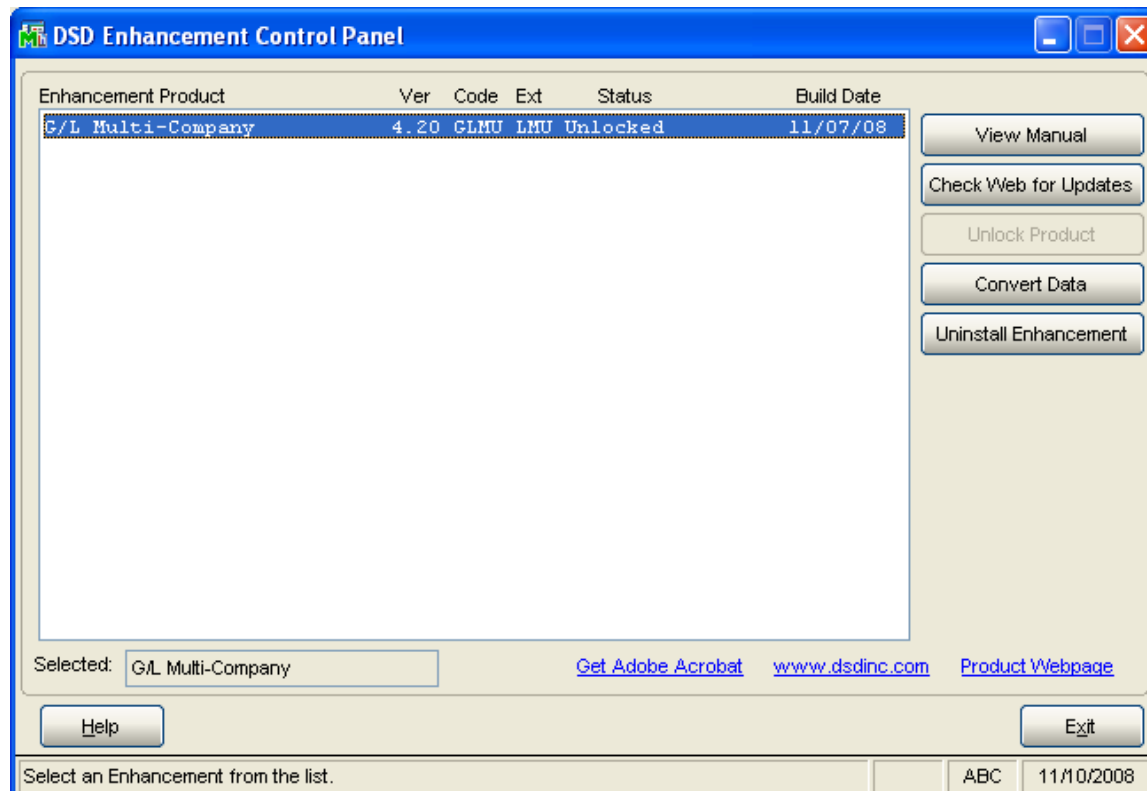 DSD Enhancement Control Panel
Enhancement Product Ver Code Ext Status Build Date
G/L Multi-Company 4.20 GLMU LMU Unlocked 11/07/08
View Manual
Check Web for Updates
Unlock Product
Convert Data
Uninstall Enhancement
Selected: G/L Multi-Company Get Adobe Acrobat www.dsdinc.com Product Webpage
Help Exit
Select an Enhancement from the list. ABC 11/10/2008